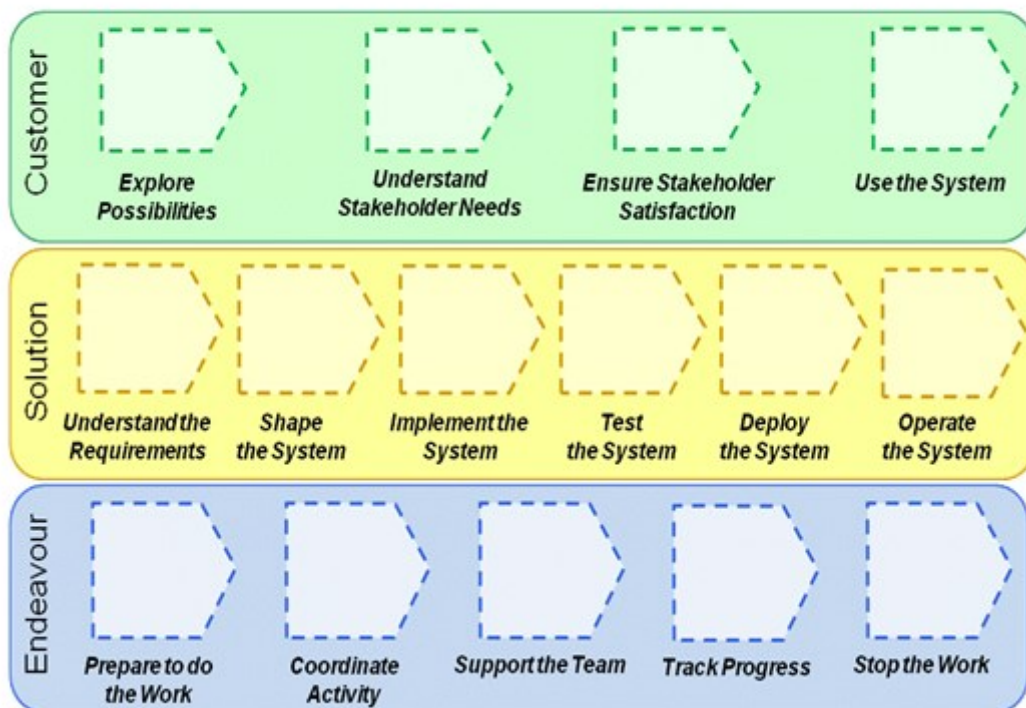 Customer
Explore
Possibilities
Understand
Stakeholder Needs
Ensure Stakeholder
Satisfaction
Use the System
Solution
Understand the
Requirements
Shape
the System
Implement the
System
Test
the System
Deploy
the System
Operate
the System
Endeavour
Prepare to do
the Work
Coordinate
Activity
Support the Team
Track Progress
Stop the Work